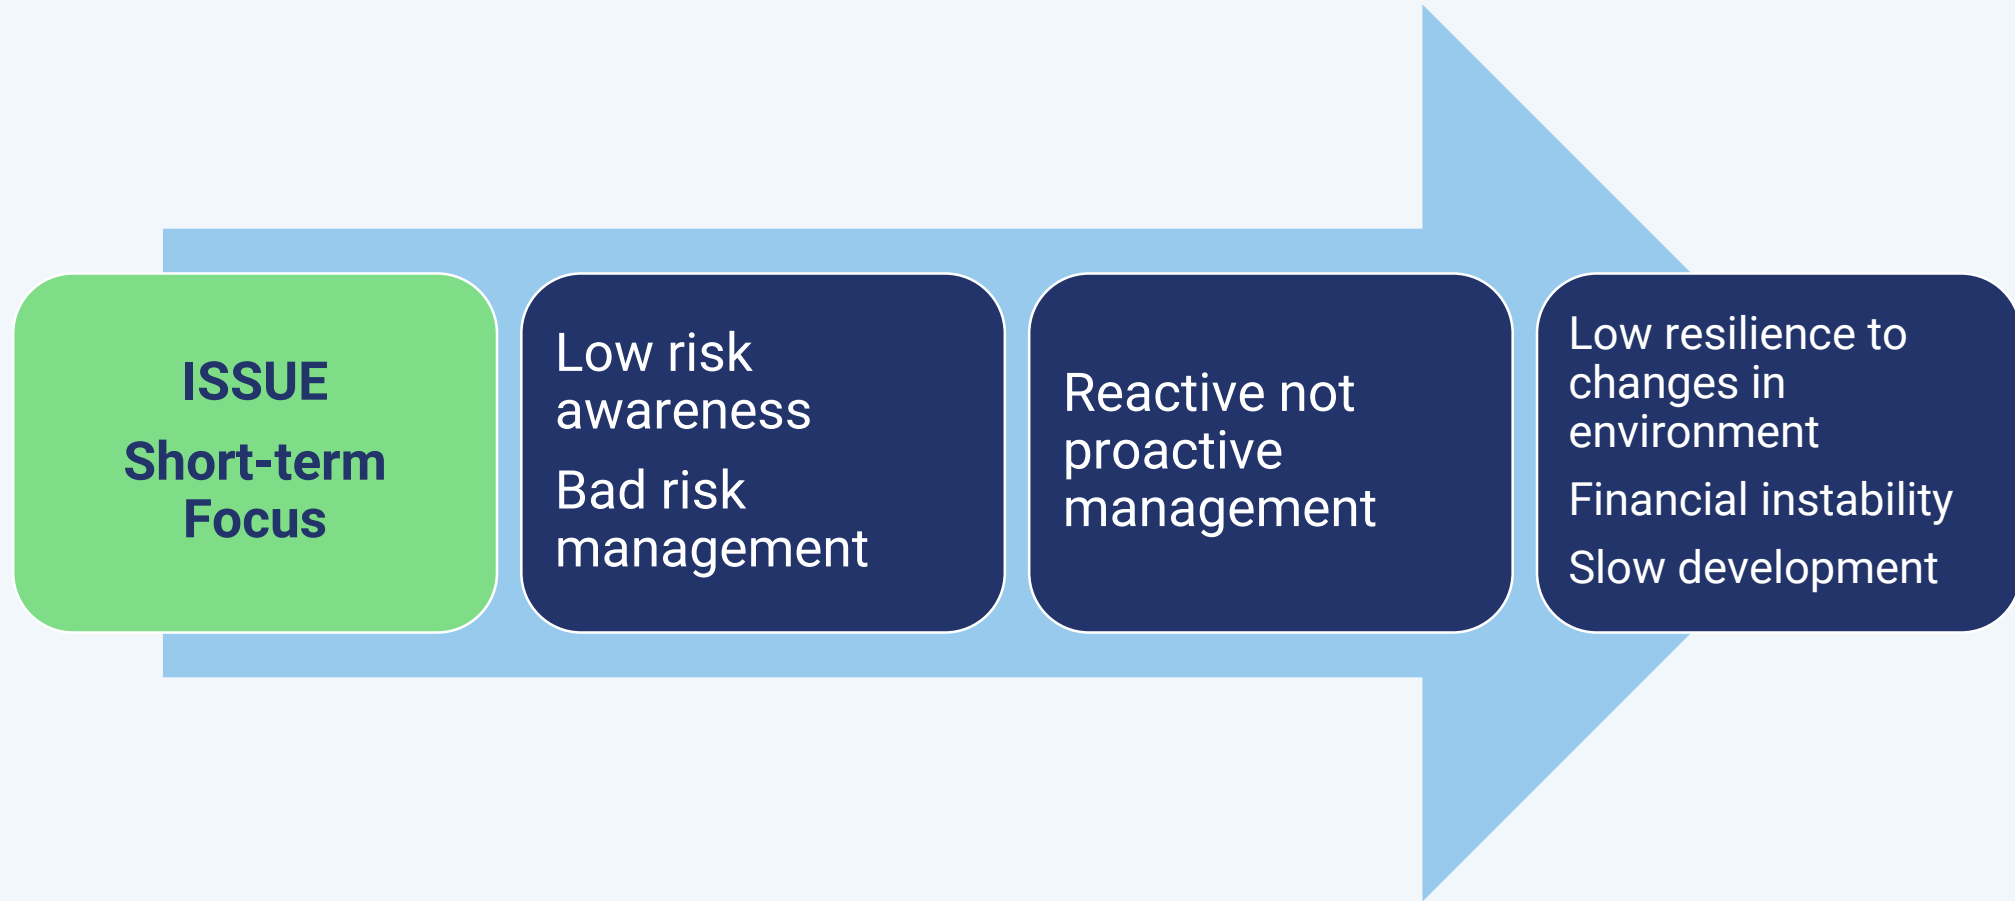 ISSUE
Short-term
Focus
Low risk
awareness
Bad risk
management
Reactive not
proactive
management
Low resilience to
changes in
environment
Financial instability
Slow development